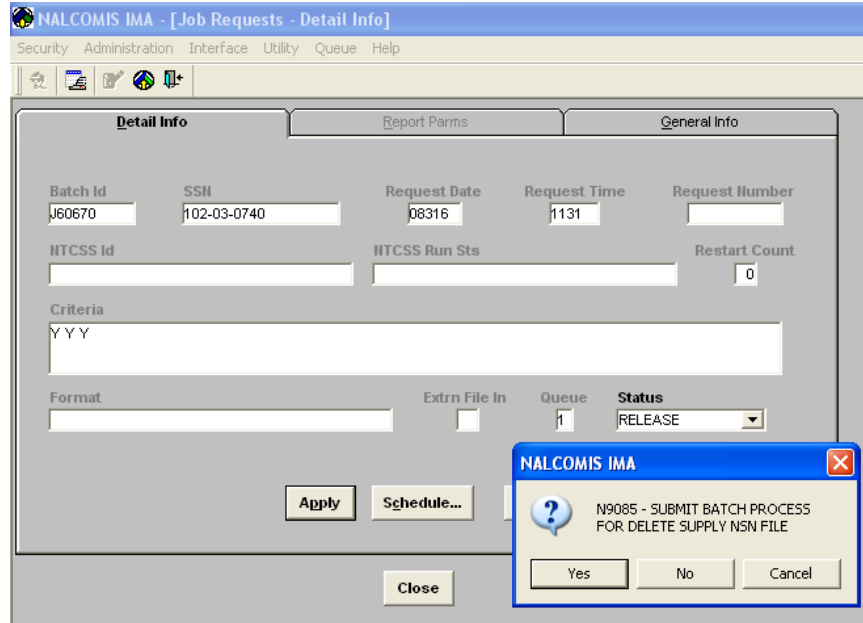 NALCOMIS IMA - [Job Requests - Detail Info]
Security Administration Interface Utility Queue Help
Detail Info Report Parms General Info
Batch Id SSN Request Date Request Time Request Number
J60670 102-03-0740 08316 1131
NTCSS Id NTCSS Run Sts Restart Count
0
Criteria
Y Y Y
Format Extrn File In Queue Status
1 RELEASE
NALCOMIS IMA
N9085 - SUBMIT BATCH PROCESS
FOR DELETE SUPPLY NSN FILE
Apply Schedule...
Yes No Cancel
Close